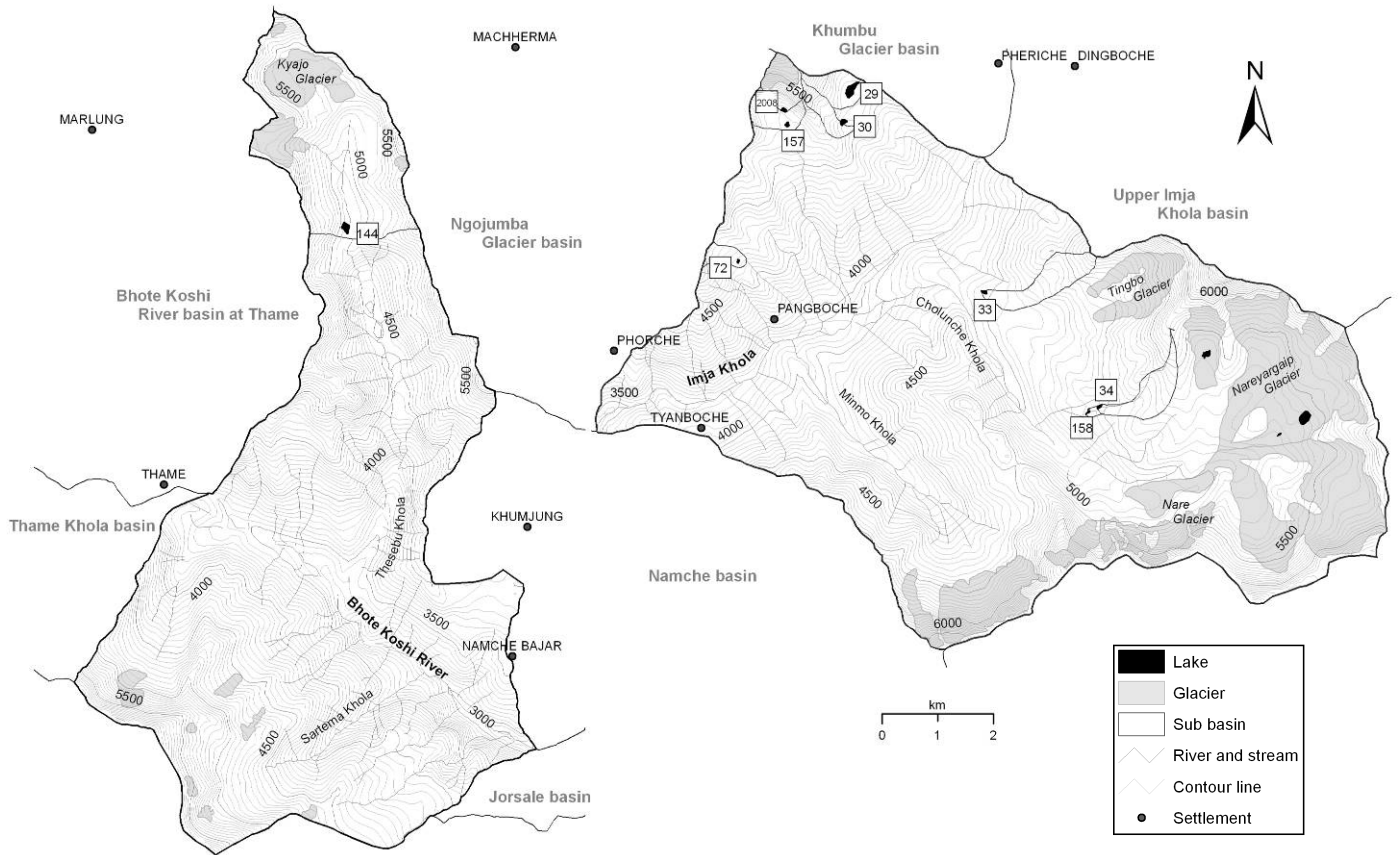 MACHHERMA
Kyajo
Glacier
5500
MARLUNG
5500
5000
144
Ngojumba
Glacier basin
Bhote Koshi
River basin at Thame
4500
5500
4000
THAME
Thame Khola basin
KHUMJUNG
Thesebu Khola
4000
Bhote Koshi River
3500
NAMCHE BAJAR
5500
Sartema Khola
3000
4500
Jorsale basin
Khumbu
Glacier basin
PHERICHE
DINGBOCHE
5500
2008
29
30
157
N
Upper Imja
Khola basin
72
4000
Tingbo
Glacier
6000
33
4500
PANGBOCHE
Cholunche Khola
PHORCHE
Imja Khola
4500
Nareyargaip
Glacier
3500
34
TYANBOCHE
4000
Minmo Khola
158
4500
5000
Nare
Glacier
5500
Namche basin
6000
km
0 1 2
Lake
Glacier
Sub basin
River and stream
Contour line
Settlement